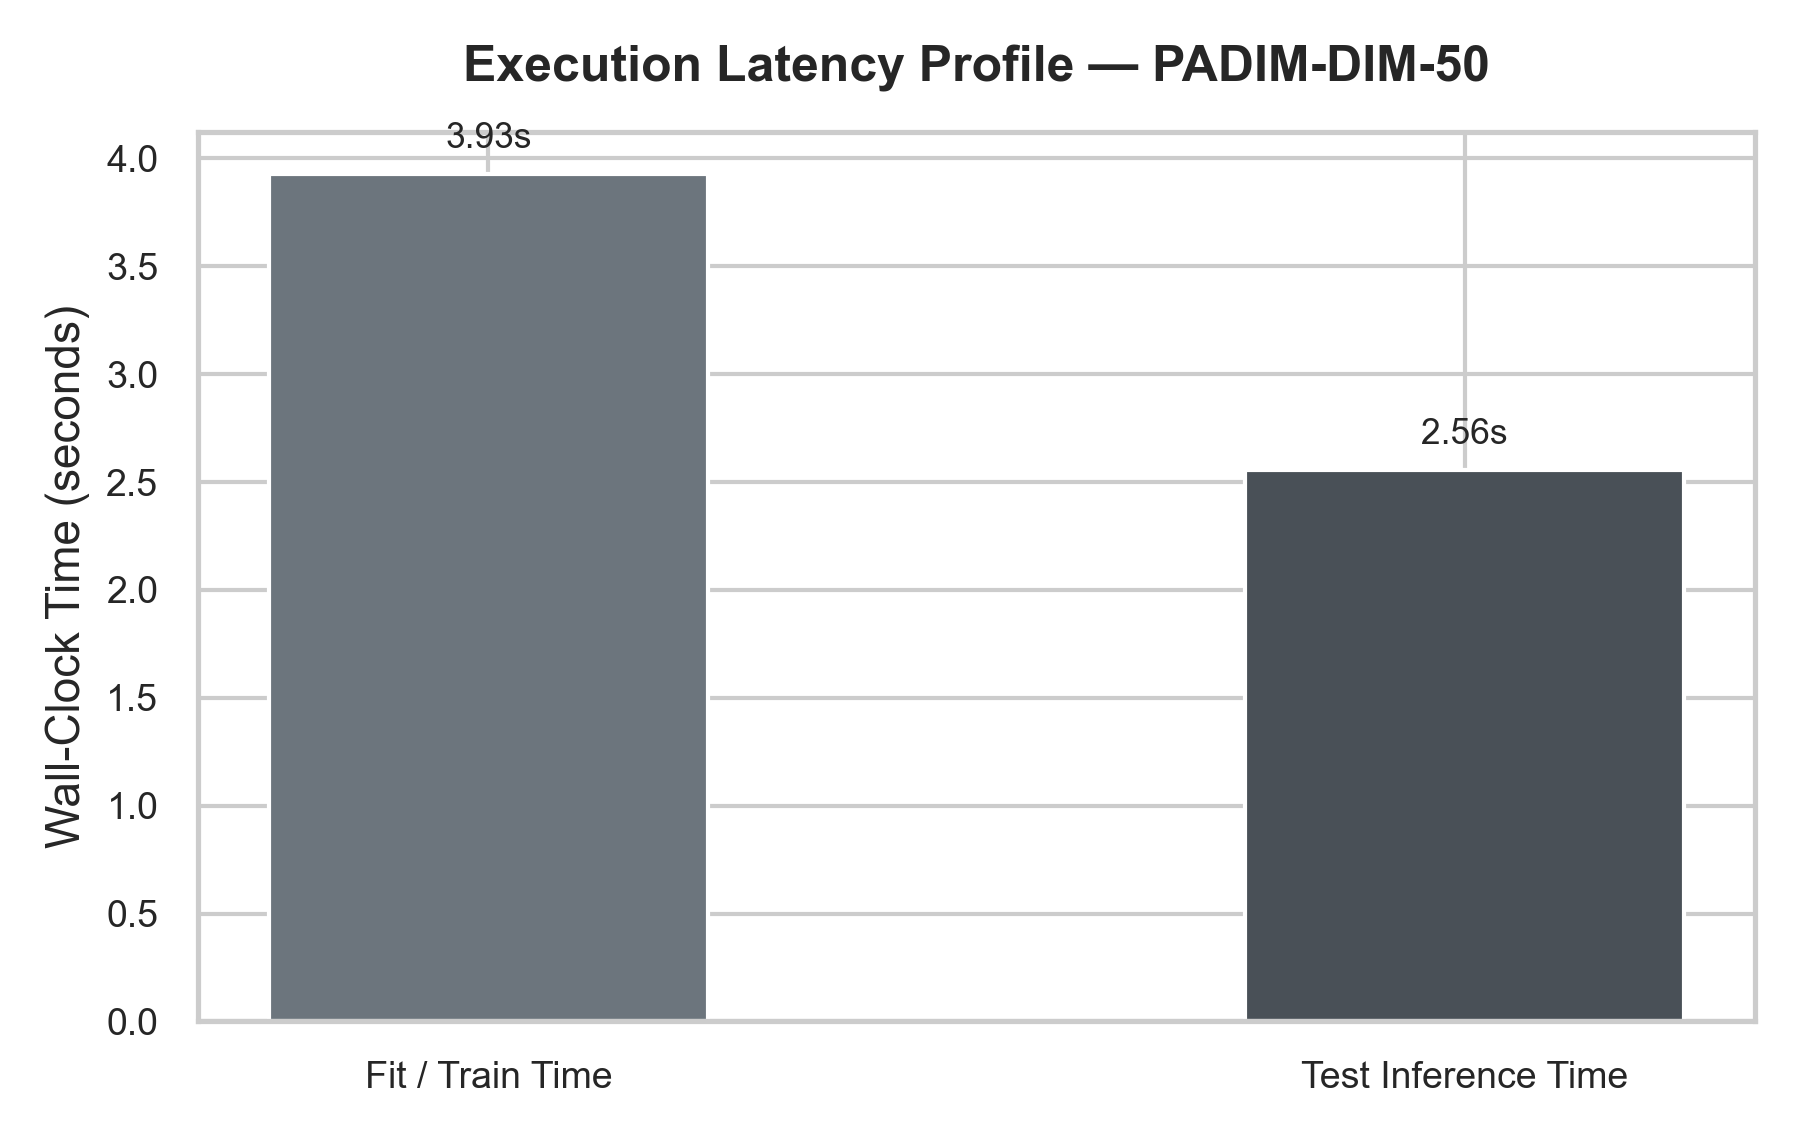 Execution Latency Profile — PADIM-DIM-50
3.93s
4.0
3.5
3.0
2.56s
2.5
2.0
1.5
1.0
0.5
0.0
Wall-Clock Time (seconds)
Fit / Train Time
Test Inference Time